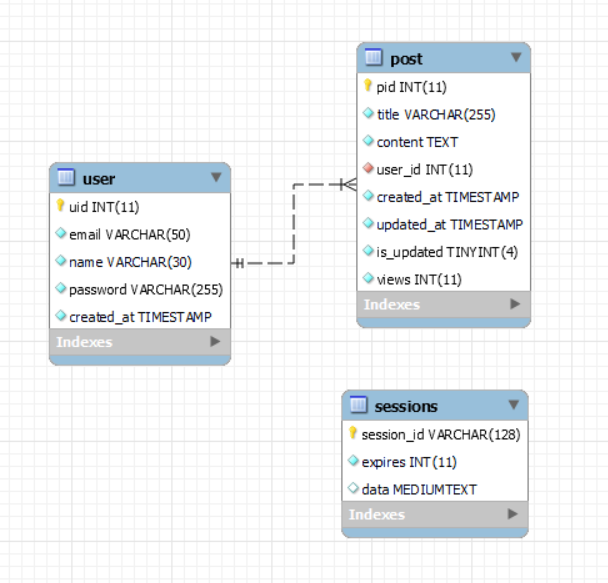 user
uid INT(11)
email VARCHAR(50)
name VARCHAR(30)
password VARCHAR(255)
created_at TIMESTAMP
Indexes
post
pid INT(11)
title VARCHAR(255)
content TEXT
user_id INT(11)
created_at TIMESTAMP
updated_at TIMESTAMP
is_updated TINYINT(4)
views INT(11)
Indexes
sessions
session_id VARCHAR(128)
expires INT(11)
data MEDIUMTEXT
Indexes